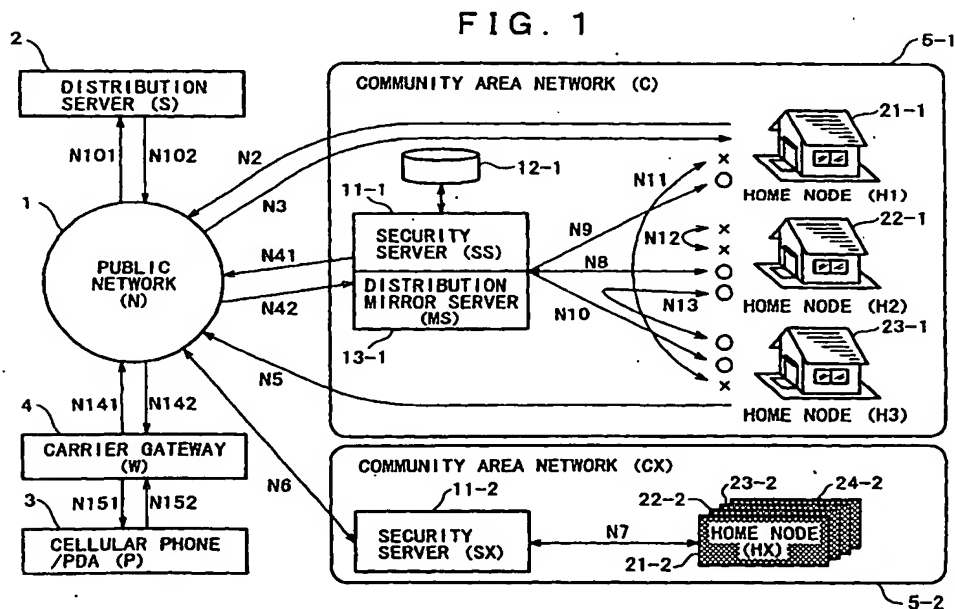 FIG. 1
2
DISTRIBUTION
SERVER (S)
N101
N102
1
PUBLIC
NETWORK
(N)
N141
N142
4
CARRIER GATEWAY
(W)
N151
N152
3
CELLULAR PHONE
/PDA (P)
N2
N3
N41
N42
N5
N6
5-1
COMMUNITY AREA NETWORK (C)
12-1
11-1
SECURITY
SERVER (SS)
DISTRIBUTION
MIRROR SERVER
(MS)
13-1
N11
N9
N12
N8
N13
N10
21-1
HOME NODE (H1)
22-1
HOME NODE (H2)
23-1
HOME NODE (H3)
COMMUNITY AREA NETWORK (CX)
11-2
SECURITY
SERVER (SX)
N7
23-2
22-2
24-2
HOME NODE
(HX)
21-2
5-2